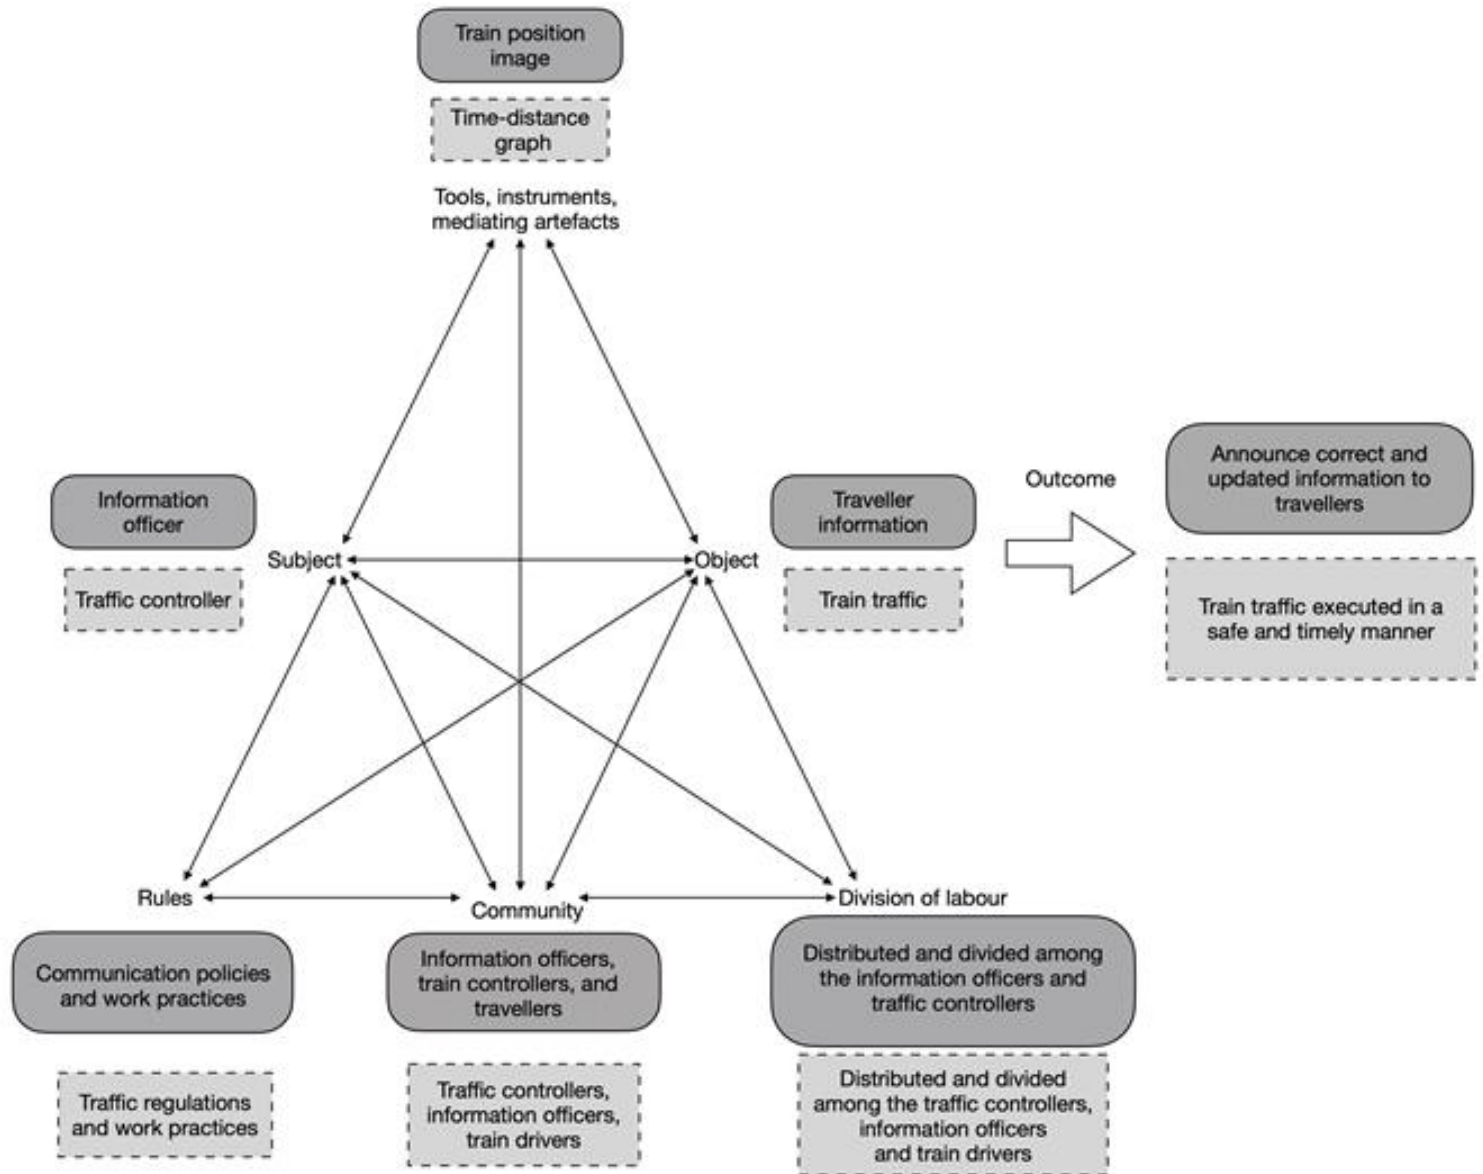 Train position
image
Time-distance
graph
Tools, instruments,
mediating artefacts
Information
officer
Subject
Traffic controller
Traveller
information
Object
Train traffic
Outcome
Announce correct and
updated information to
travellers
Train traffic executed in a
safe and timely manner
Rules
Communication policies
and work practices
Traffic regulations
and work practices
Community
Information officers,
train controllers, and
travellers
Traffic controllers,
information officers,
train drivers
Division of labour
Distributed and divided among
the information officers and
traffic controllers
Distributed and divided
among the traffic controllers,
information officers
and train drivers